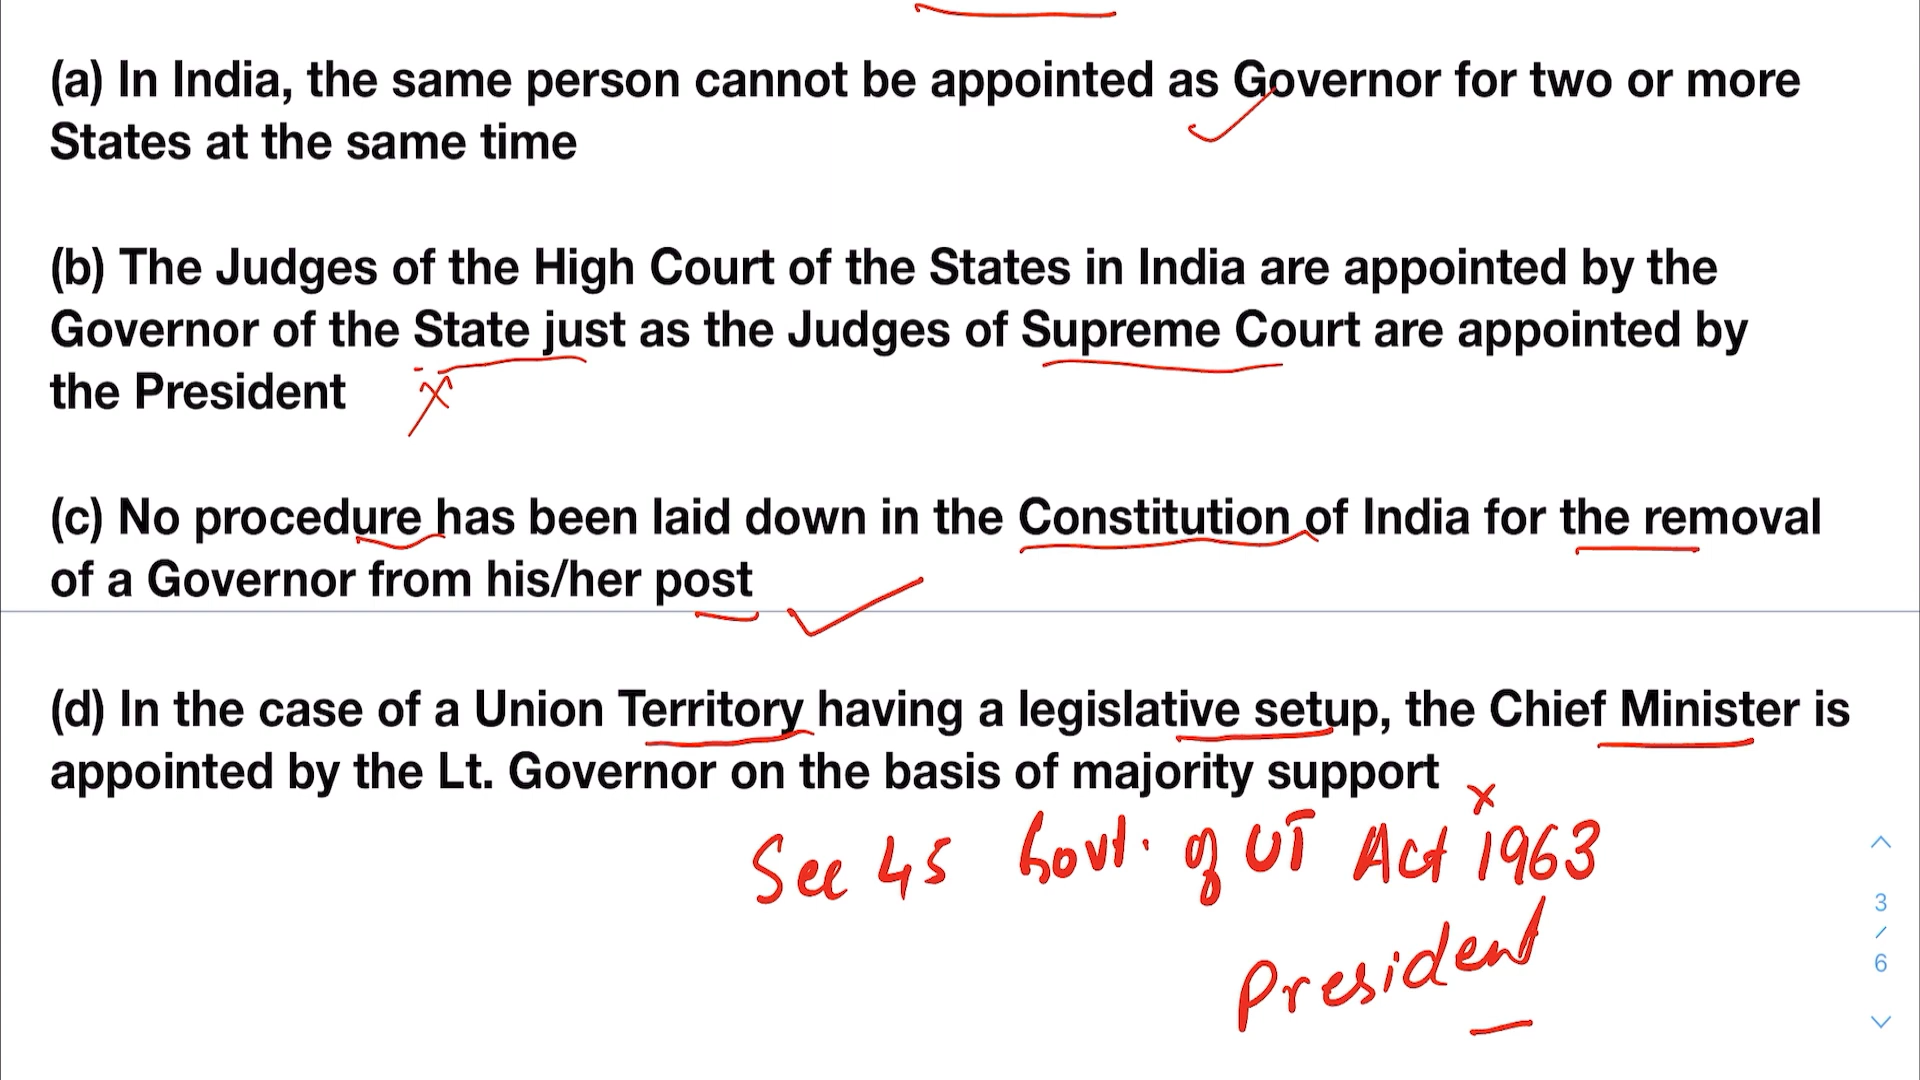 (a) In India, the same person cannot be appointed as Governor for two or more
States at the same time
(b) The Judges of the High Court of the States in India are appointed by the
Governor of the State just as the Judges of Supreme Court are appointed by
the President
(c) No procedure has been laid down in the Constitution of India for the removal
of a Governor from his/her post
(d) In the case of a Union Territory having a legislative setup, the Chief Minister is
appointed by the Lt. Governor on the basis of majority support
See 45 Govt. of UT Act 1963
President
3
/
6